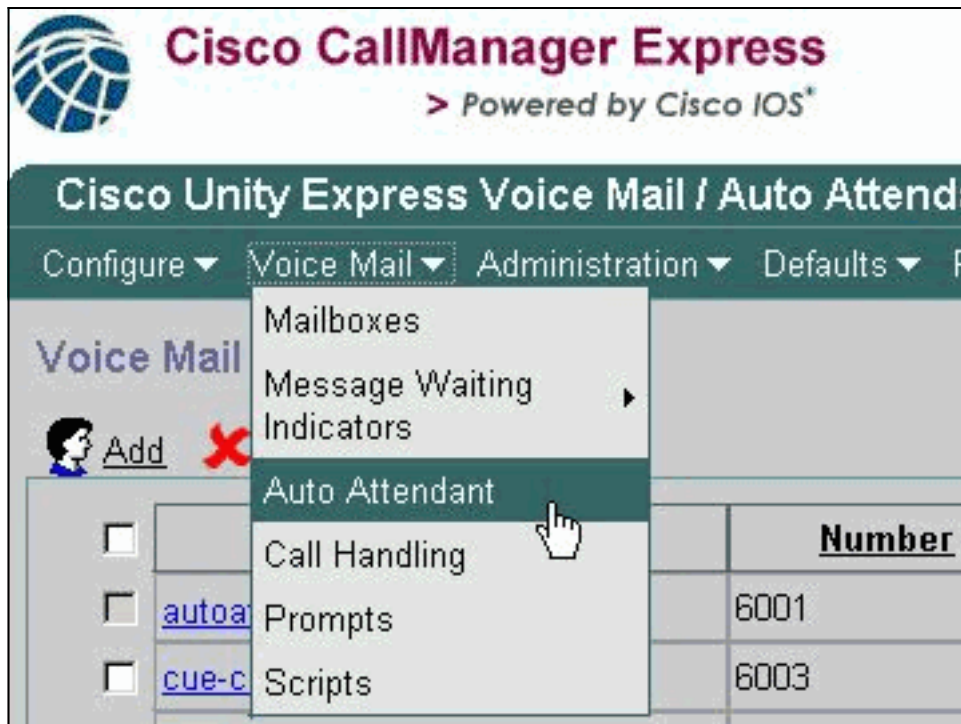 Cisco CallManager Express
> Powered by Cisco IOS®
Cisco Unity Express Voice Mail / Auto
Configure Voice Mail Administration Defaults
Voice Mail
Mailboxes
Message Waiting
Indicators
Add
Auto Attendant
Number
Call Handling
6001
Prompts
6003
Scripts